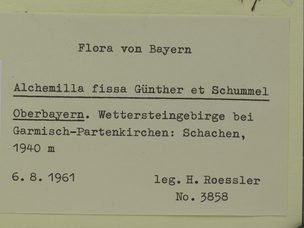 Flora von Bayern
Alchemilla fissa Günther et Schummel
Oberbayern. Wettersteingebirge bei
Garmisch-Partenkirchen: Schachen,
1940 m
6.8.1961 leg. H. Roessler
No. 3858